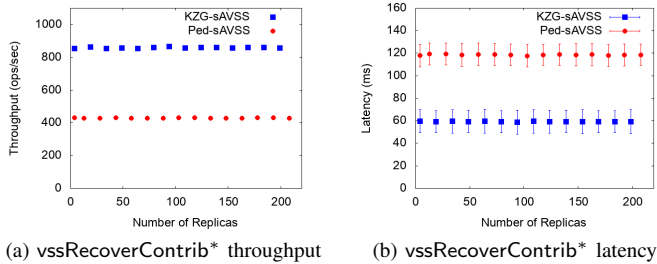 KZG-sAVSS
Ped-sAVSS
Throughput (ops/sec)
1000
800
600
400
200
0
0 50 100 150 200
Number of Replicas
(a) vssRecoverContrib* throughput
KZG-sAVSS
Ped-sAVSS
Latency (ms)
160
140
120
100
80
60
40
20
0
0 50 100 150 200
Number of Replicas
(b) vssRecoverContrib* latency